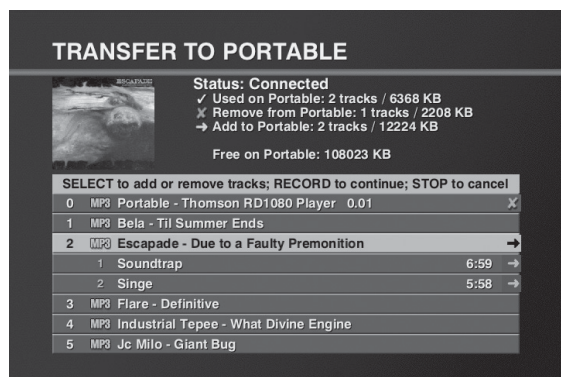 TRANSFER TO PORTABLE
ESCAPADE
Status: Connected
✓ Used on Portable: 2 tracks / 6368 KB
✘ Remove from Portable: 1 tracks / 2208 KB
➔ Add to Portable: 2 tracks / 12224 KB
Free on Portable: 108023 KB
SELECT to add or remove tracks; RECORD to continue; STOP to cancel
0 MP3 Portable - Thomson RD1080 Player 0.01 ✘
1 MP3 Bela - Til Summer Ends
2 MP3 Escapade - Due to a Faulty Premonition ➔
1 Soundtrap 6:59 ➔
2 Singe 5:58 ➔
3 MP3 Flare - Definitive
4 MP3 Industrial Tepee - What Divine Engine
5 MP3 Jc Milo - Giant Bug